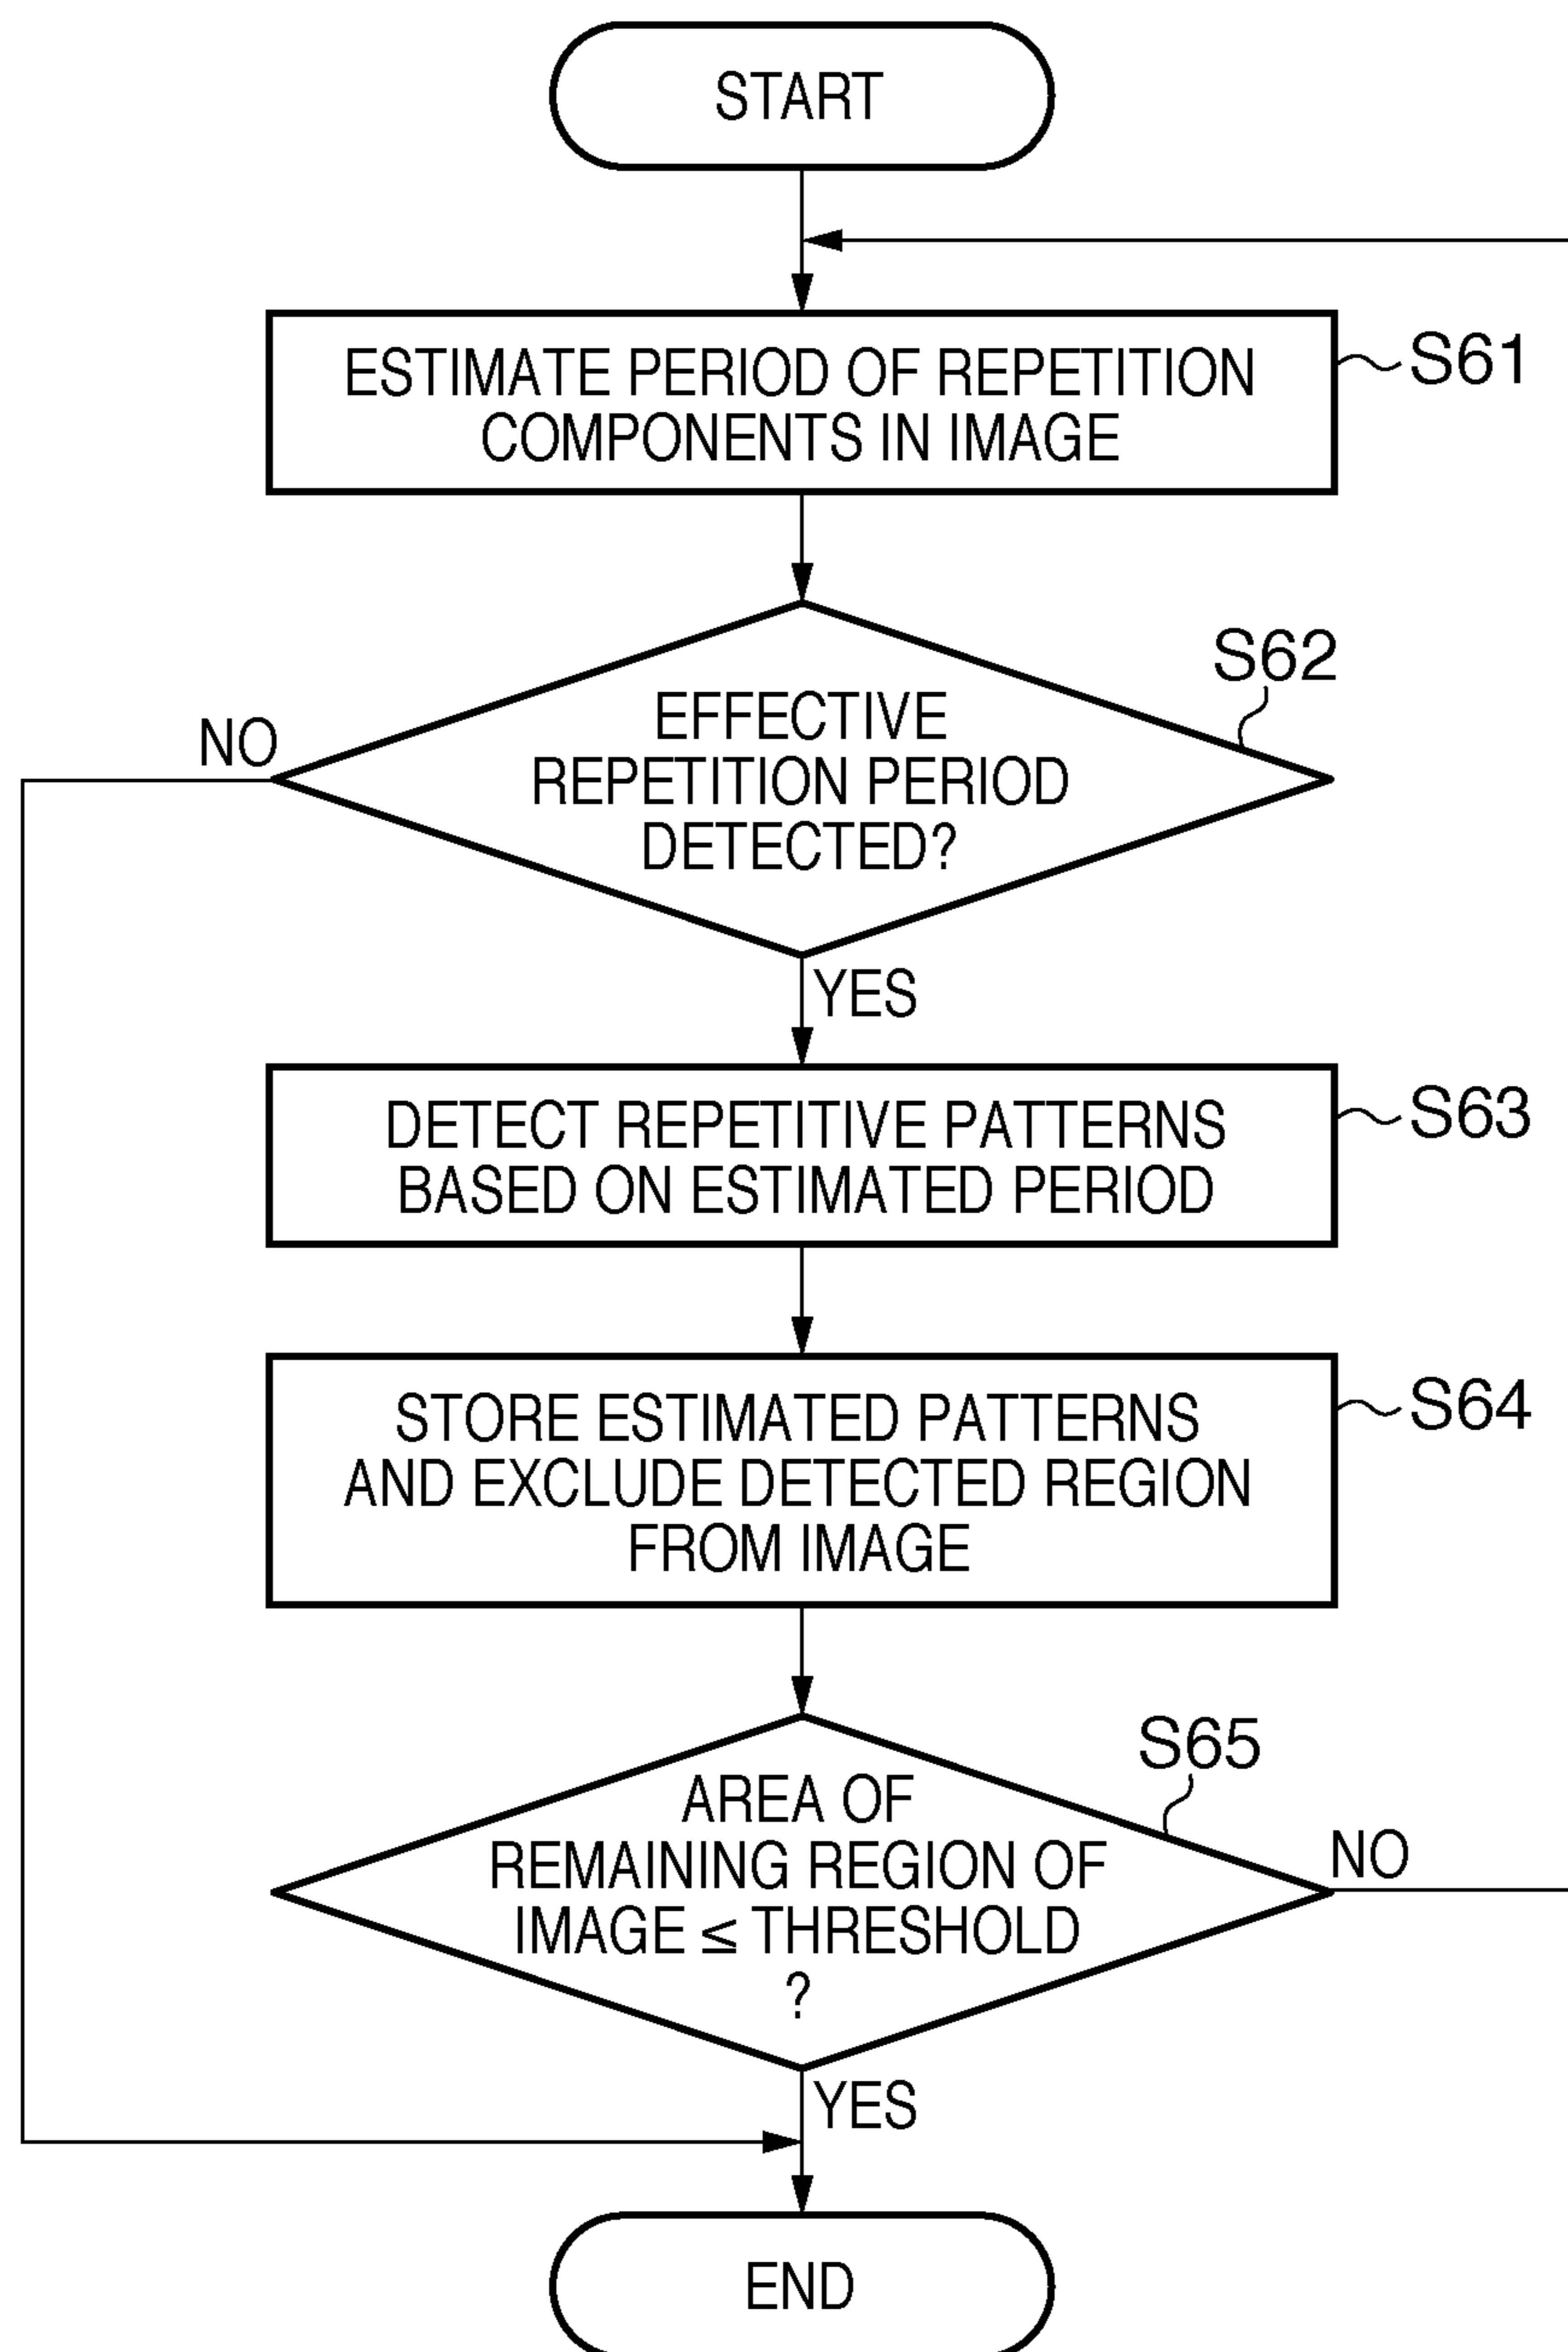 START
ESTIMATE PERIOD OF REPETITION
COMPONENTS IN IMAGE
S61
S62
EFFECTIVE
REPETITION PERIOD
DETECTED?
NO
YES
DETECT REPETITIVE PATTERNS
BASED ON ESTIMATED PERIOD
S63
STORE ESTIMATED PATTERNS
AND EXCLUDE DETECTED REGION
FROM IMAGE
S64
S65
AREA OF
REMAINING REGION OF
IMAGE ≤ THRESHOLD
?
NO
YES
END